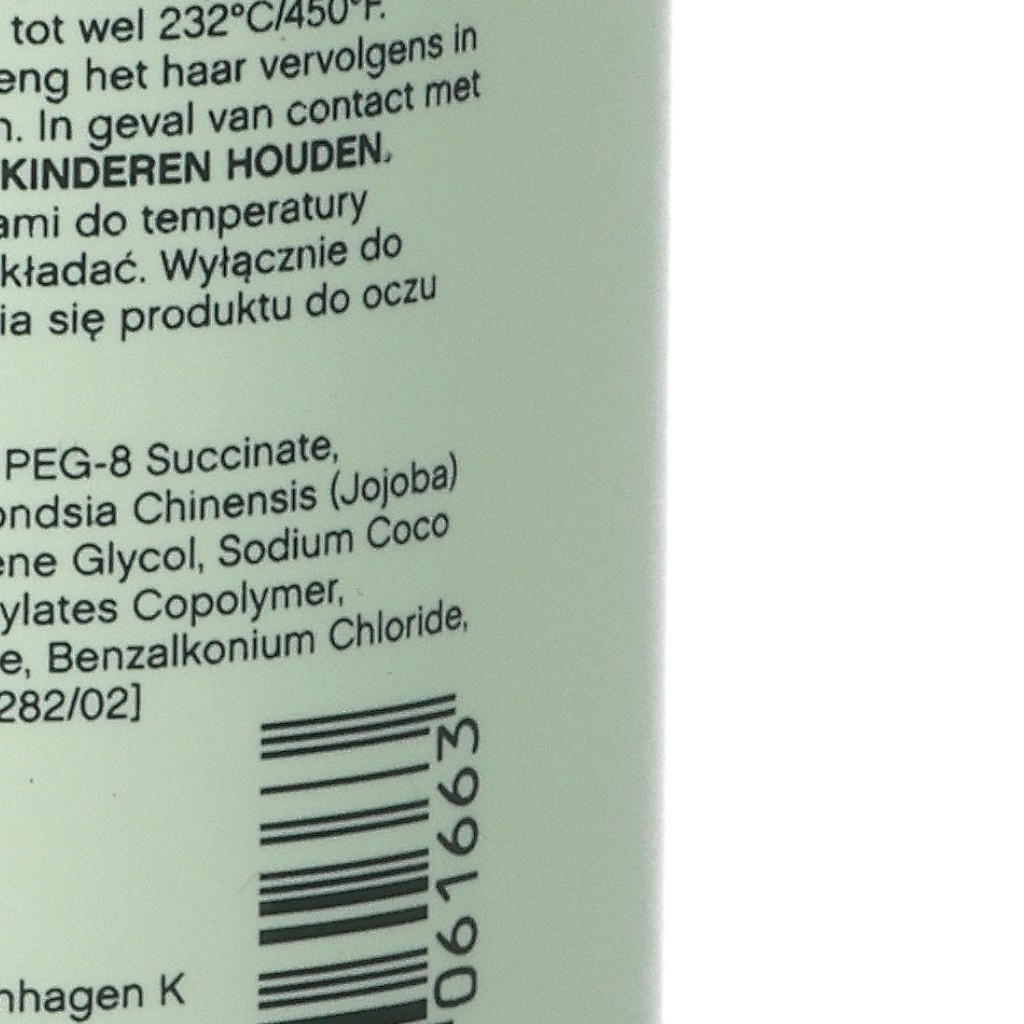 tot wel 232°C/450°F.
eng het haar vervolgens in
n. In geval van contact met
KINDEREN HOUDEN.
ami do temperatury
kładać. Wyłącznie do
ia się produktu do oczu
PEG-8 Succinate,
ondsia Chinensis (Jojoba)
ene Glycol, Sodium Coco
ylates Copolymer,
e, Benzalkonium Chloride,
282/02]
061663
nhagen K